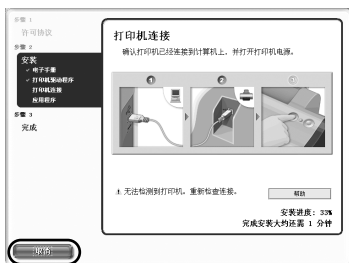 步骤 1
许可协议
步骤 2
安装
✓ 电子手册
✓ 打印机驱动程序
打印机连接
应用程序
步骤 3
完成
打印机连接
确认打印机已经连接到计算机上，并打开打印机电源。
1 2 3
无法检测到打印机。重新检查连接。
帮助
安装进度: 33%
完成安装大约还需 1 分钟
取消